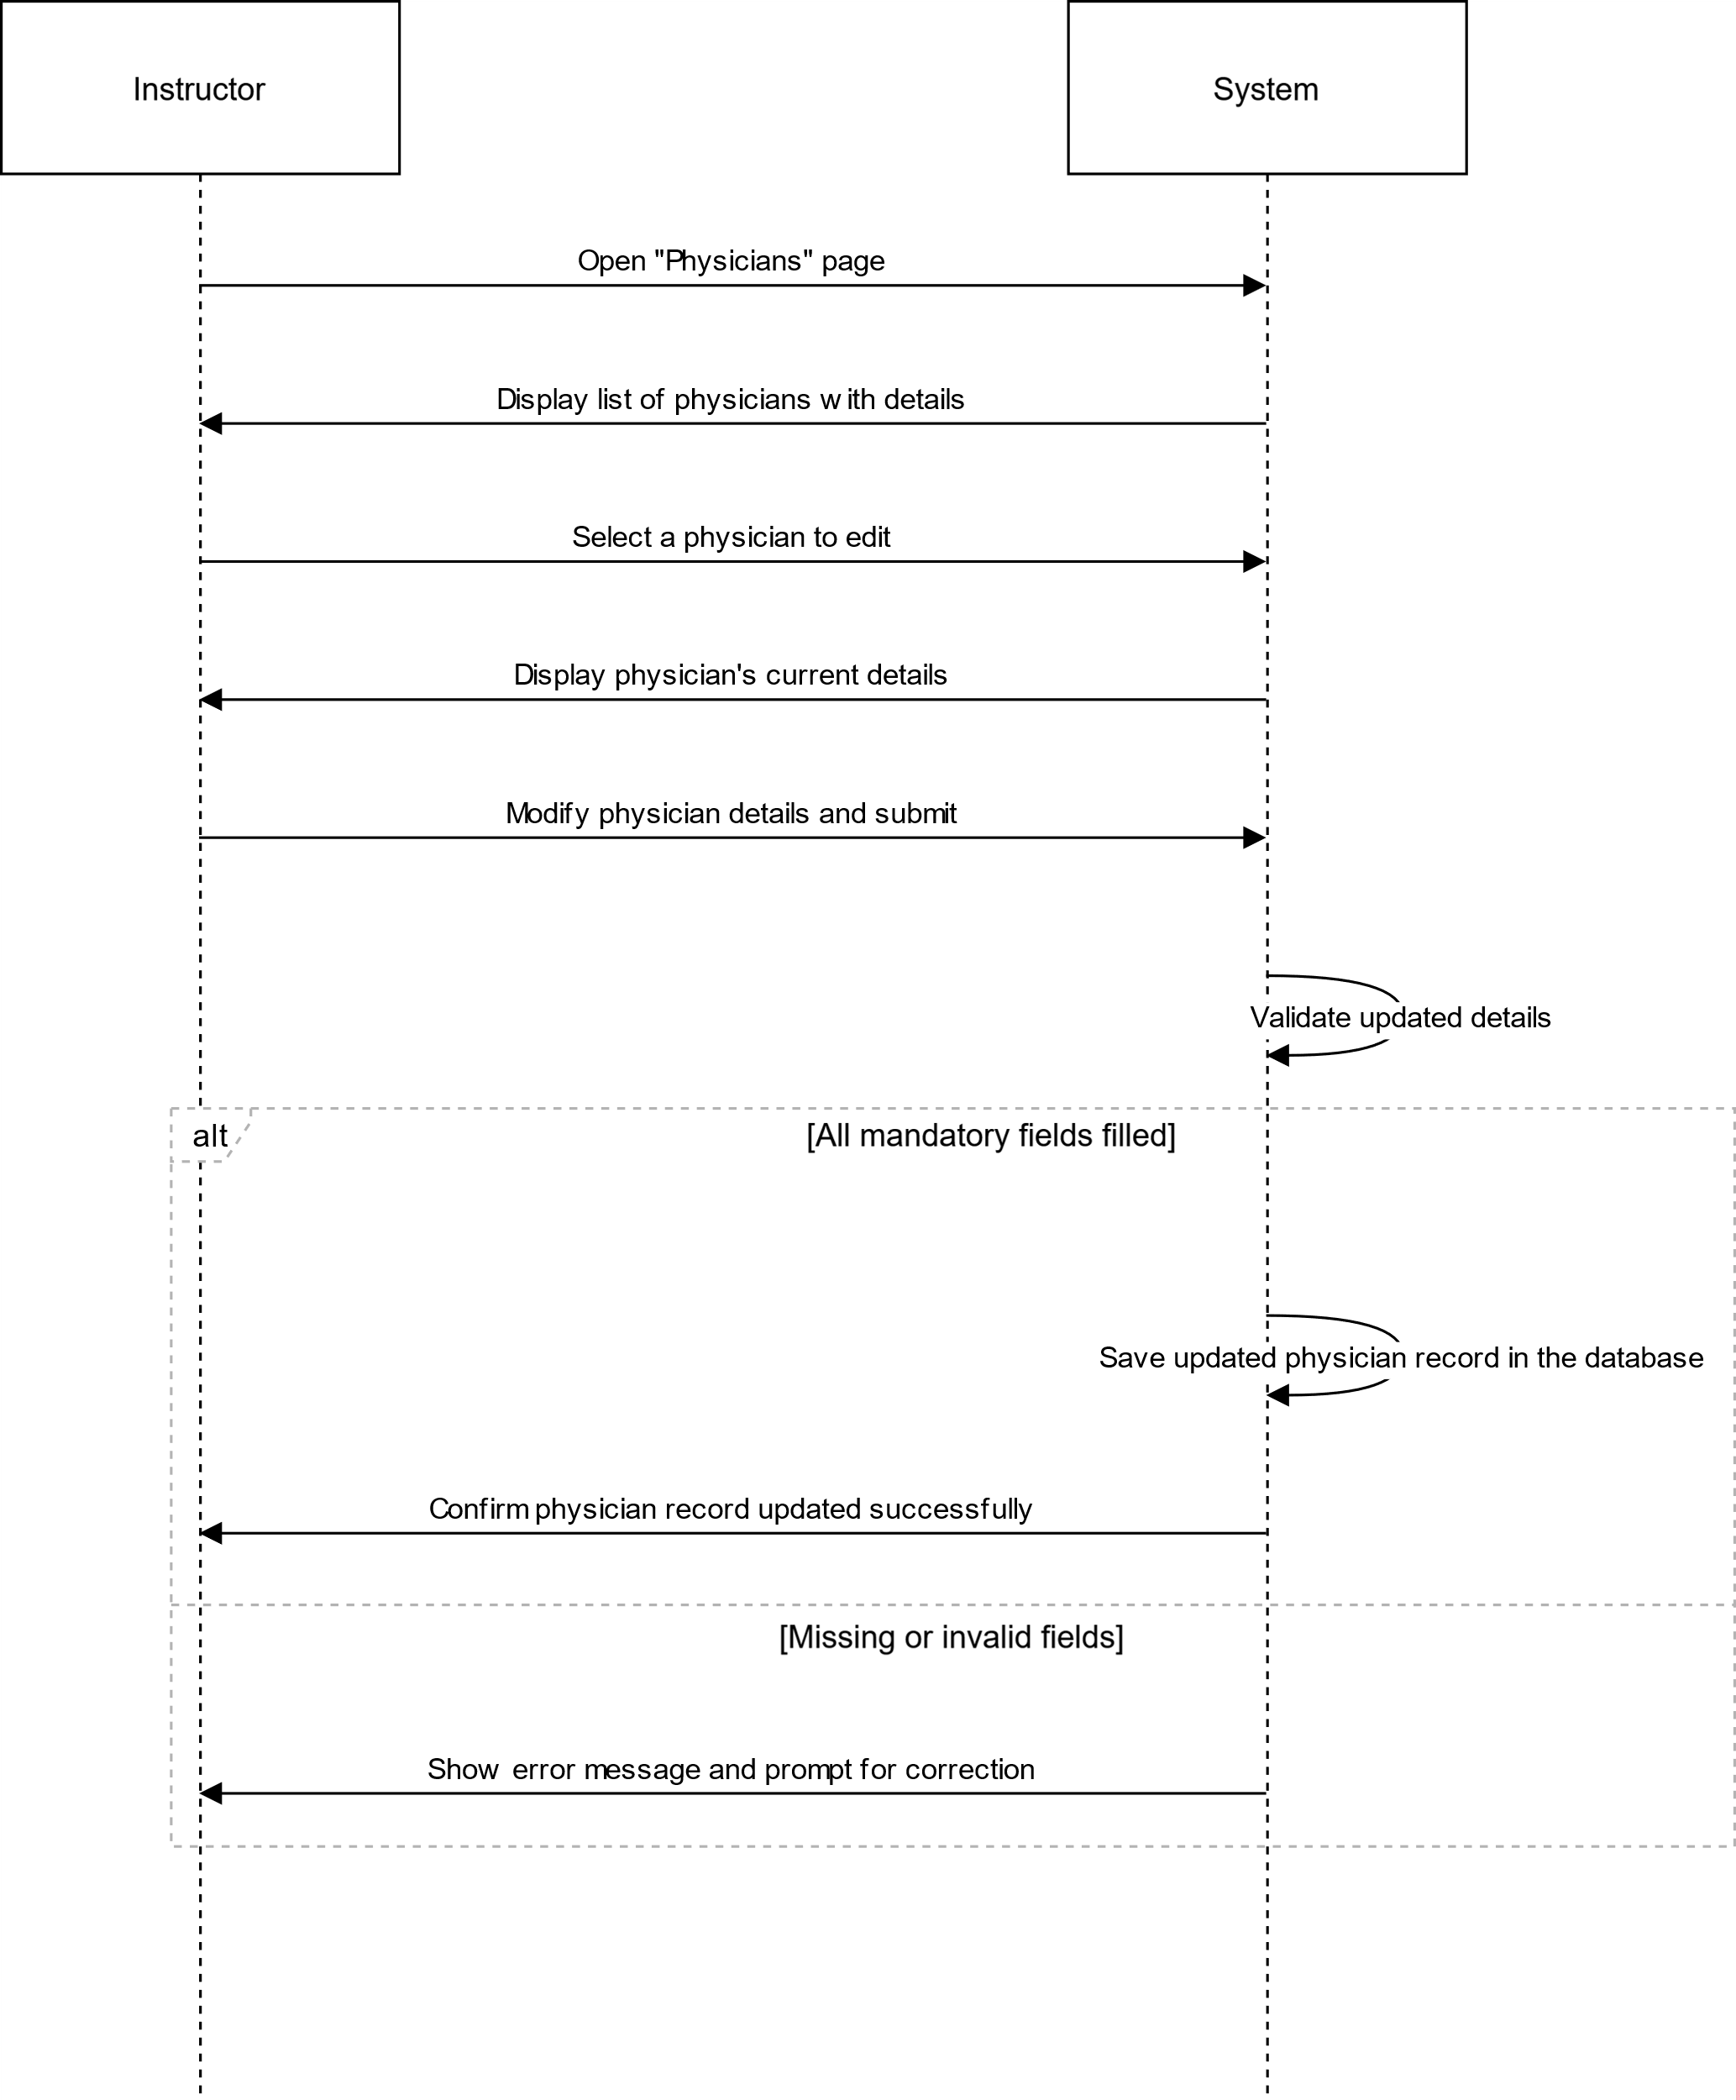 Instructor
System
Open "Physicians" page
Display list of physicians with details
Select a physician to edit
Display physician's current details
Modify physician details and submit
Validate updated details
alt
[All mandatory fields filled]
Save updated physician record in the database
Confirm physician record updated successfully
[Missing or invalid fields]
Show error message and prompt for correction